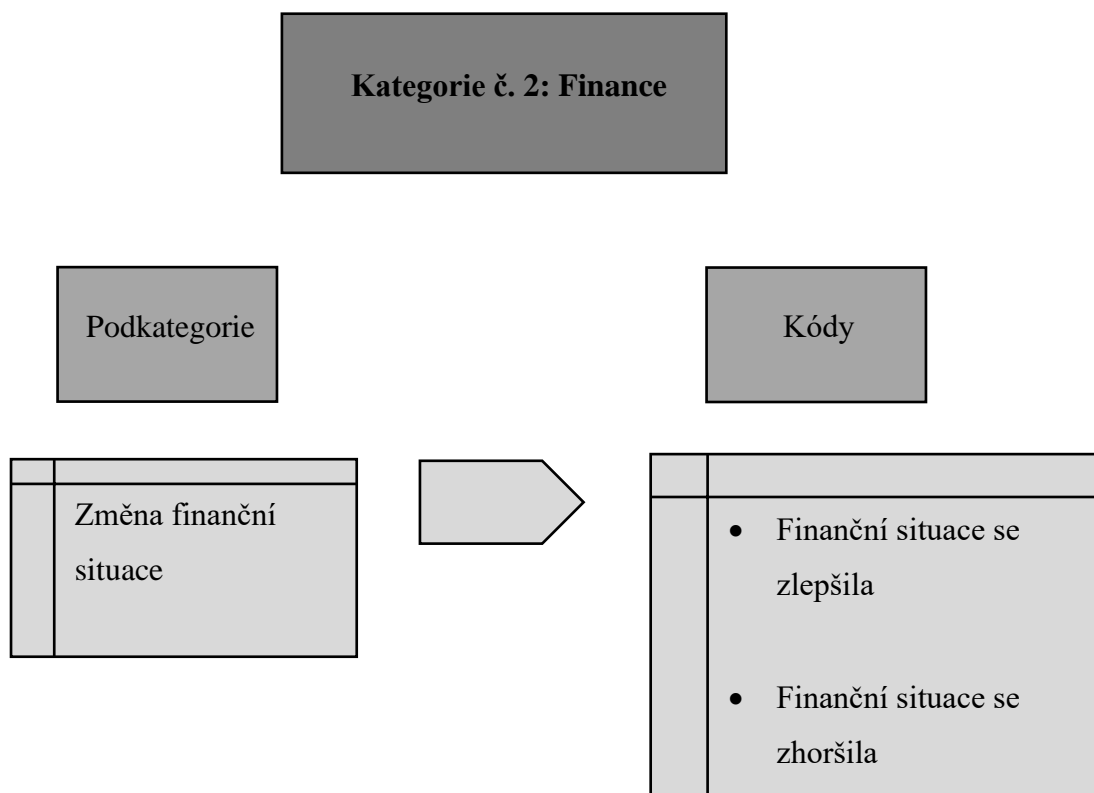 Kategorie č. 2: Finance
Podkategorie
Kódy
Změna finanční
situace
• Finanční situace se
zlepšila
• Finanční situace se
zhoršila